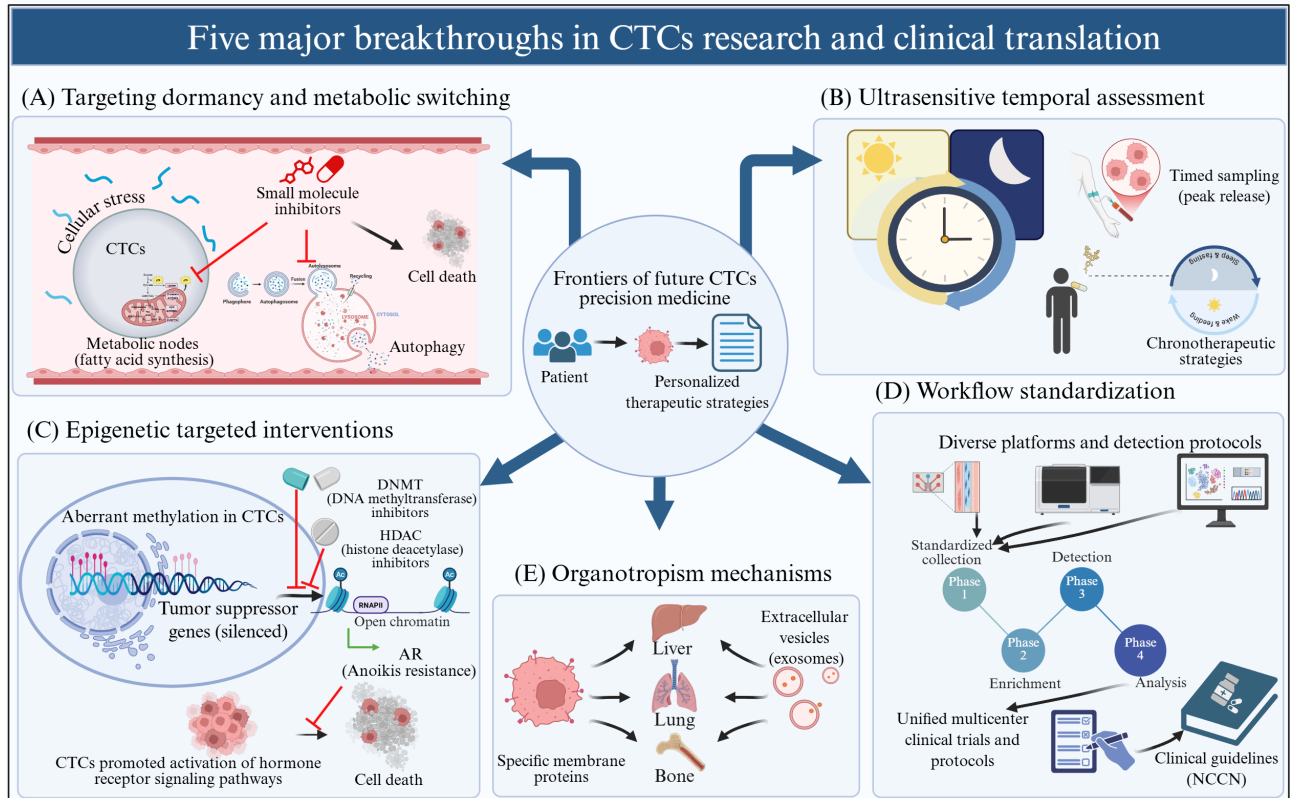 Five major breakthroughs in CTCs research and clinical translation
(A) Targeting dormancy and metabolic switching
Small molecule
inhibitors
Cellular stress
CTCs
Cell death
Autolysosome
Fusion
Recycling
Phagophore
Autophagosome
LYSOSOME
CYTOSOL
Metabolic nodes
(fatty acid synthesis)
Autophagy
(B) Ultrasensitive temporal assessment
Timed sampling
(peak release)
Sleep & fasting
Wake & feeding
Chronotherapeutic
strategies
Frontiers of future CTCs
precision medicine
Patient
Personalized
therapeutic strategies
(C) Epigenetic targeted interventions
Aberrant methylation in CTCs
DNMT
(DNA methyltransferase)
inhibitors
HDAC
(histone deacetylase)
inhibitors
Tumor suppressor
genes (silenced)
Ac
Ac
RNAPII
Open chromatin
AR
(Anoikis resistance)
CTCs promoted activation of hormone
receptor signaling pathways
Cell death
(D) Workflow standardization
Diverse platforms and detection protocols
Standardized
collection
Detection
Phase
1
Phase
3
Phase
2
Phase
4
Enrichment
Analysis
Unified multicenter
clinical trials and
protocols
Clinical guidelines
(NCCN)
(E) Organotropism mechanisms
Liver
Lung
Bone
Extracellular
vesicles
(exosomes)
Specific membrane
proteins